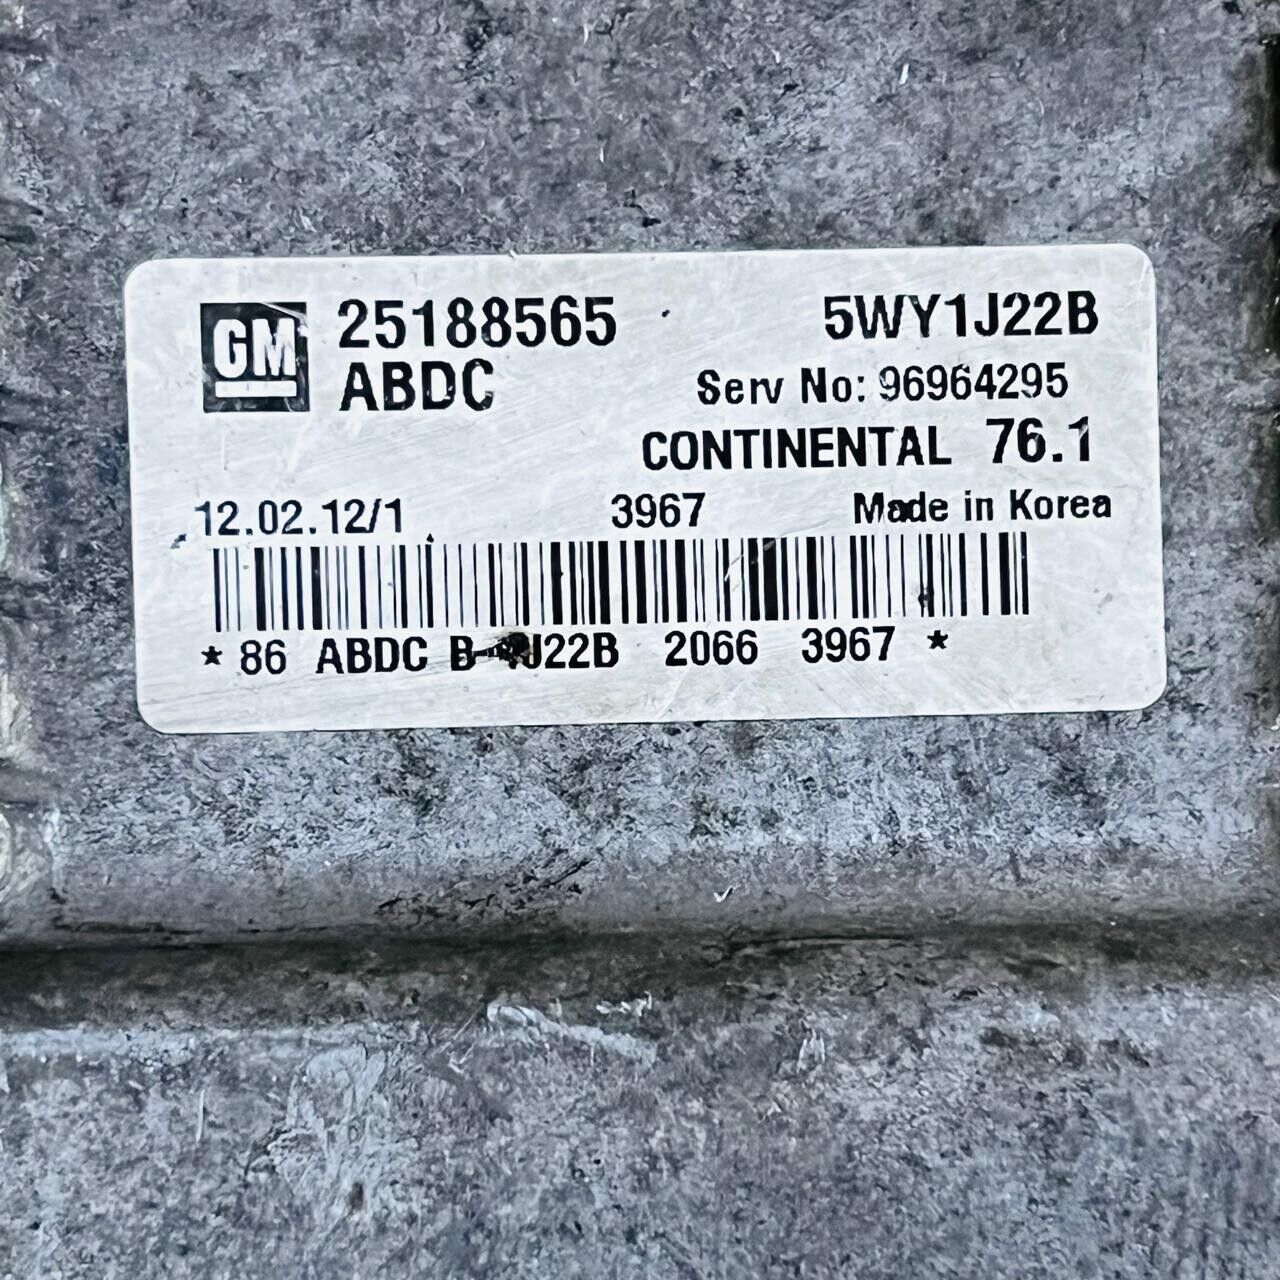 GM 25188565 5WY1J22B
ABDC Serv No: 96964295
CONTINENTAL 76.1
12.02.12/1 3967 Made in Korea
* 86 ABDC B J22B 2066 3967 *